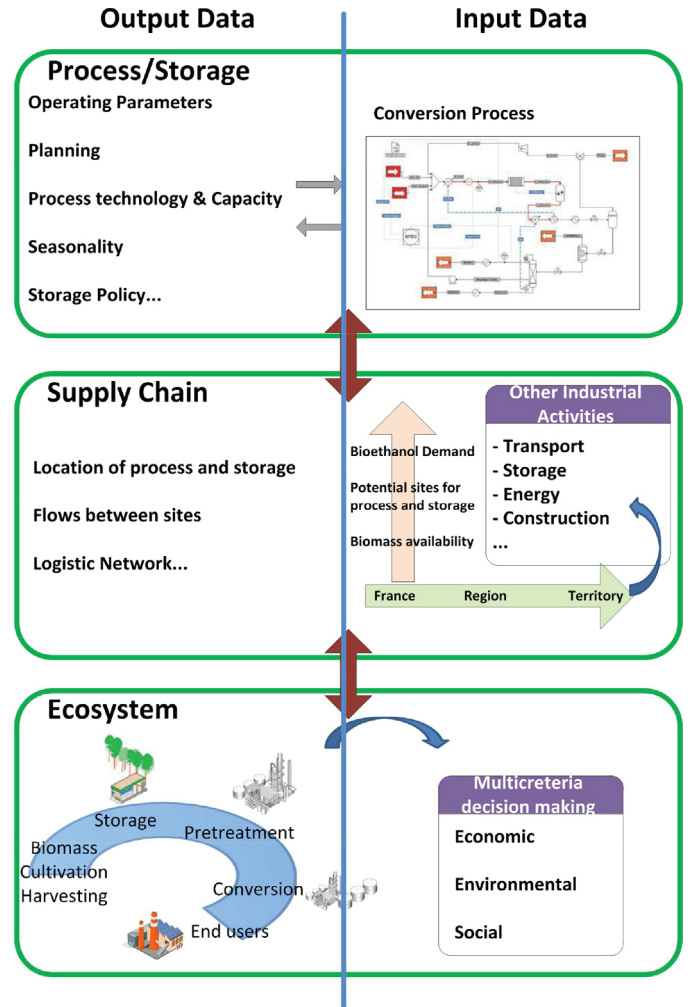 Output Data
Input Data
Process/Storage
Operating Parameters
Planning
Process technology & Capacity
Seasonality
Storage Policy...
Conversion Process
Supply Chain
Location of process and storage
Flows between sites
Logistic Network...
Bioethanol Demand
Potential sites for
process and storage
Biomass availability
France Region Territory
Other Industrial
Activities
- Transport
- Storage
- Energy
- Construction
...
Ecosystem
Storage
Pretreatment
Biomass
Cultivation
Harvesting
Conversion
End users
Multicreteria
decision making
Economic
Environmental
Social